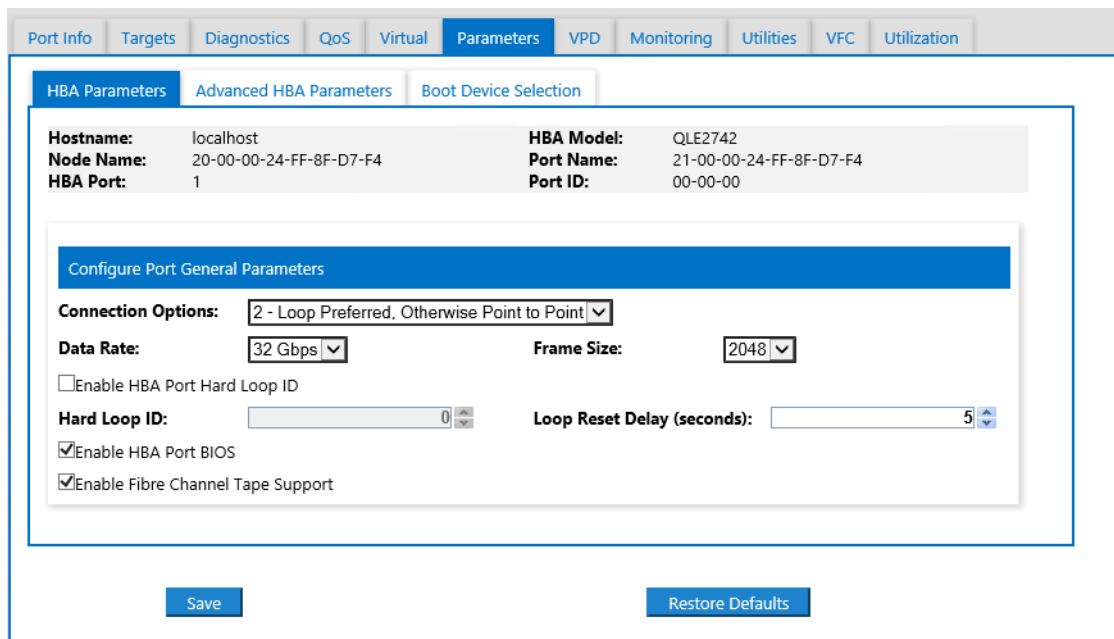 Port Info Targets Diagnostics QoS Virtual Parameters VPD Monitoring Utilities VFC Utilization
HBA Parameters Advanced HBA Parameters Boot Device Selection
Hostname: localhost HBA Model: QLE2742
Node Name: 20-00-00-24-FF-8F-D7-F4 Port Name: 21-00-00-24-FF-8F-D7-F4
HBA Port: 1 Port ID: 00-00-00
Configure Port General Parameters
Connection Options: 2 - Loop Preferred, Otherwise Point to Point
Data Rate: 32 Gbps Frame Size: 2048
Enable HBA Port Hard Loop ID
Hard Loop ID: 0 Loop Reset Delay (seconds): 5
Enable HBA Port BIOS
Enable Fibre Channel Tape Support
Save Restore Defaults